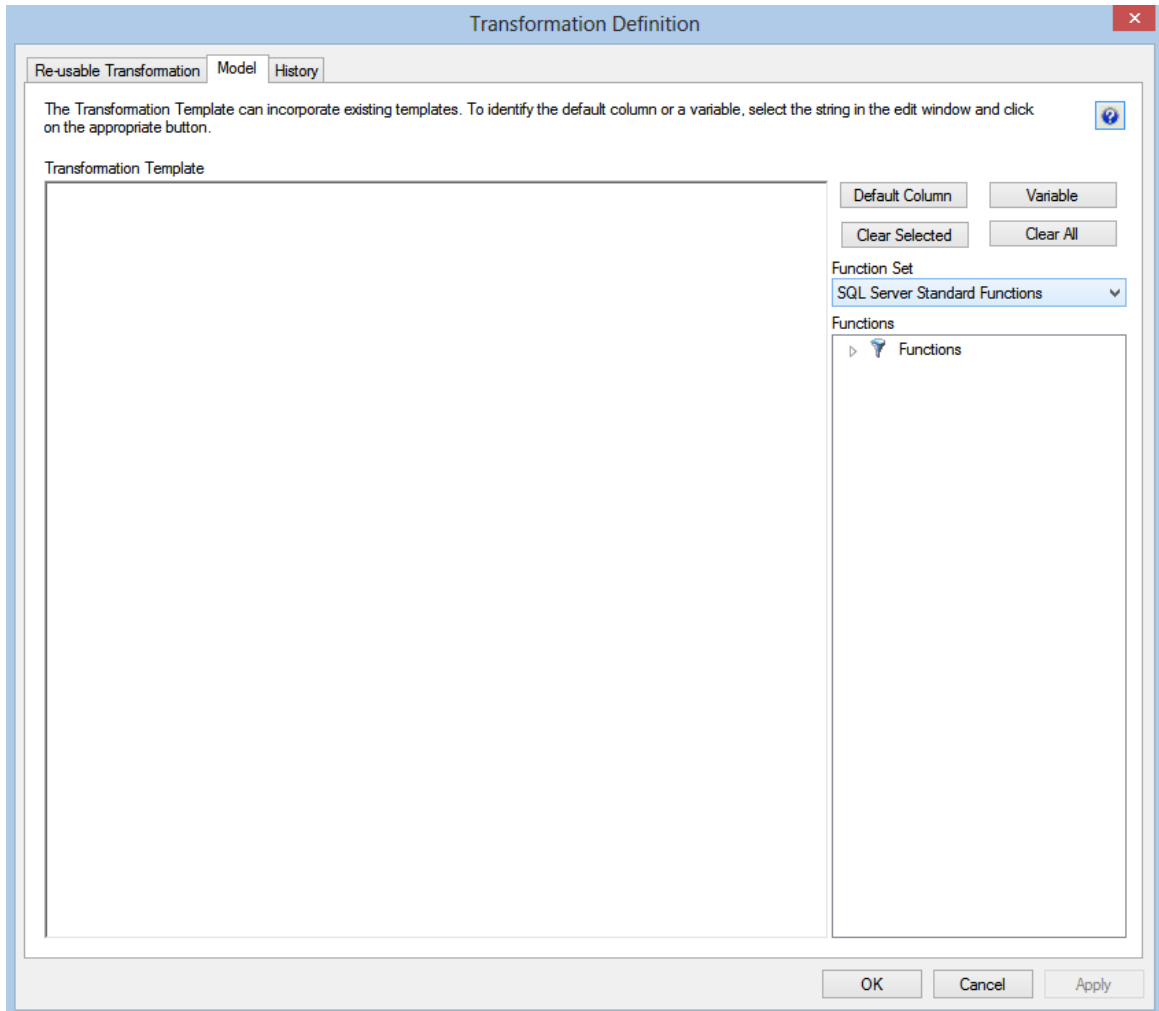 Transformation Definition
Re-usable Transformation Model History
The Transformation Template can incorporate existing templates. To identify the default column or a variable, select the string in the edit window and click
on the appropriate button.
Transformation Template
Default Column Variable
Clear Selected Clear All
Function Set
SQL Server Standard Functions
Functions
Functions
OK Cancel Apply